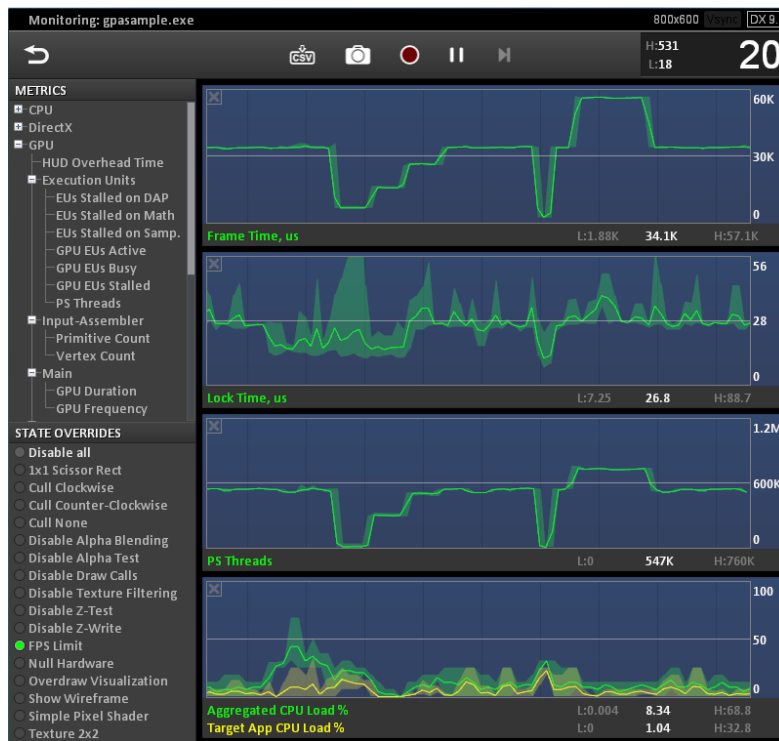 Monitoring: gpasample.exe
800x600 Vsync DX 9.
CSV
H:531
L:18
20
METRICS
CPU
DirectX
GPU
HUD Overhead Time
Execution Units
EUs Stalled on DAP
EUs Stalled on Math
EUs Stalled on Samp.
GPU EUs Active
GPU EUs Busy
GPU EUs Stalled
PS Threads
Input-Assembler
Primitive Count
Vertex Count
Main
GPU Duration
GPU Frequency
STATE OVERRIDES
Disable all
1x1 Scissor Rect
Cull Clockwise
Cull Counter-Clockwise
Cull None
Disable Alpha Blending
Disable Alpha Test
Disable Draw Calls
Disable Texture Filtering
Disable Z-Test
Disable Z-Write
FPS Limit
Null Hardware
Overdraw Visualization
Show Wireframe
Simple Pixel Shader
Texture 2x2
60K
30K
0
Frame Time, us L:1.88K 34.1K H:57.1K
56
28
0
Lock Time, us L:7.25 26.8 H:88.7
1.2M
600K
0
PS Threads L:0 547K H:760K
100
50
0
Aggregated CPU Load % L:0.004 8.34 H:68.8
Target App CPU Load % L:0 1.04 H:32.8